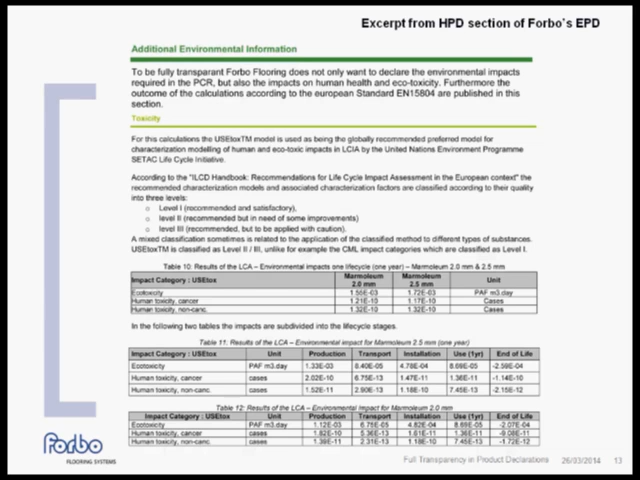 Excerpt from HPD section of Forbo's EPD
Additional Environmental Information
To be fully transparant Forbo Flooring does not only want to declare the environmental impacts
required in the PCR, but also the impacts on human health and eco-toxicity. Furthermore the
outcome of the calculations according to the european Standard EN15804 are published in this
section.
Toxicity
For this calculations the USEtoxTM model is used as being the globally recommended preferred model for
characterization modelling of human and eco-toxic impacts in LCIA by the United Nations Environment Programme
SETAC Life Cycle Initiative.
According to the "ILCD Handbook: Recommendations for Life Cycle Impact Assessment in the European context" the
recommended characterization models and associated characterization factors are classified according to their quality
into three levels:
o Level I (recommended and satisfactory),
o level II (recommended but in need of some improvements)
o level III (recommended, but to be applied with caution).
A mixed classification sometimes is related to the application of the classified method to different types of substances.
USEtoxTM is classified as Level II / III, unlike for example the CML impact categories which are classified as Level I.
Table 10: Results of the LCA – Environmental impacts one lifecycle (one year) – Marmoleum 2.0 mm & 2.5 mm
Impact Category : USEtox Marmoleum 2.0 mm Marmoleum 2.5 mm Unit
Ecotoxicity 1.55E-03 1.72E-03 PAF m3.day
Human toxicity, cancer 1.21E-10 1.17E-10 Cases
Human toxicity, non-canc. 1.32E-10 1.32E-10 Cases
In the following two tables the impacts are subdivided into the lifecycle stages.
Table 11: Results of the LCA – Environmental impact for Marmoleum 2.5 mm (one year)
Impact Category : USEtox Unit Production Transport Installation Use (1yr) End of Life
Ecotoxicity PAF m3.day 1.33E-03 8.40E-05 4.78E-04 8.69E-05 -2.59E-04
Human toxicity, cancer cases 2.02E-10 6.75E-13 1.47E-11 1.36E-11 -1.14E-10
Human toxicity, non-canc. cases 1.52E-11 2.90E-13 1.18E-10 7.45E-13 -2.15E-12
Table 12: Results of the LCA – Environmental impact for Marmoleum 2.0 mm
Impact Category : USEtox Unit Production Transport Installation Use (1yr) End of Life
Ecotoxicity PAF m3.day 1.12E-03 6.75E-05 4.82E-04 8.69E-05 -2.07E-04
Human toxicity, cancer cases 1.82E-10 5.36E-13 1.61E-11 1.36E-11 -9.08E-11
Human toxicity, non-canc. cases 1.39E-11 2.31E-13 1.18E-10 7.45E-13 -1.72E-12
Forbo
FLOORING SYSTEMS
Full Transparency in Product Declarations 26/03/2014 13